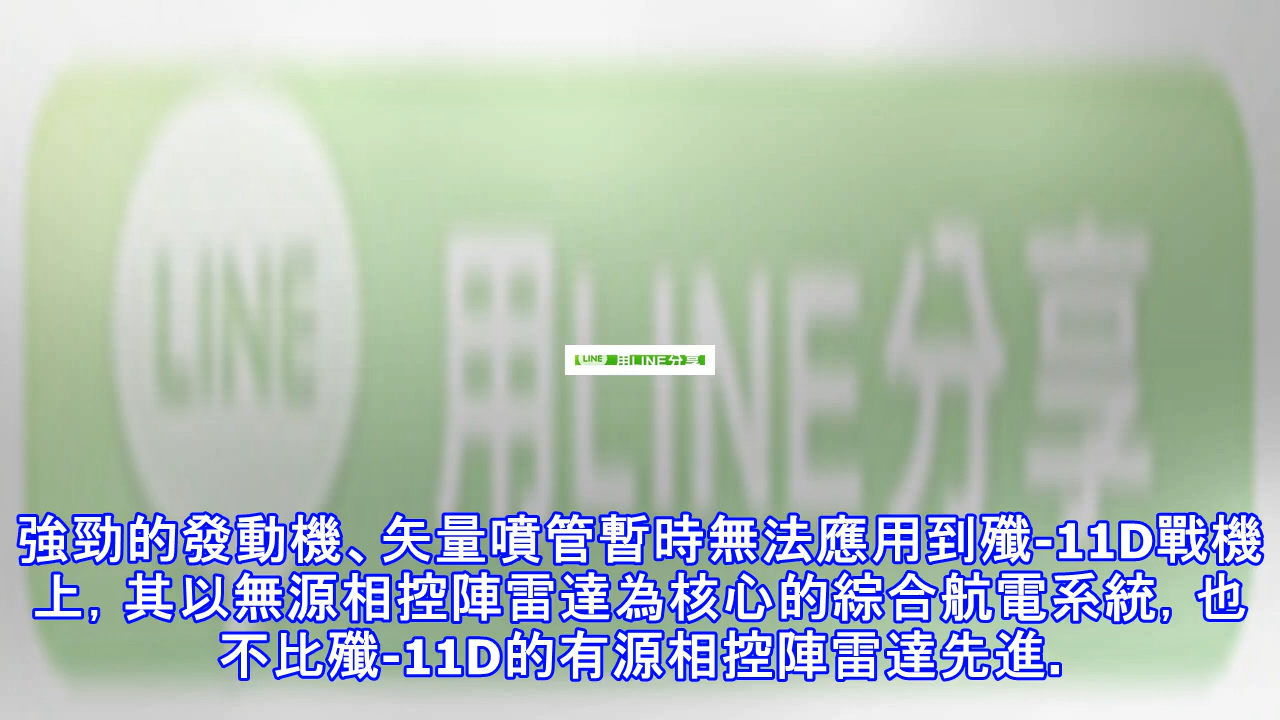 LINE
用LINE分享
LINE 用LINE分享
強勁的發動機、矢量噴管暫時無法應用到殲-11D戰機
上, 其以無源相控陣雷達為核心的綜合航電系統, 也
不比殲-11D的有源相控陣雷達先進.